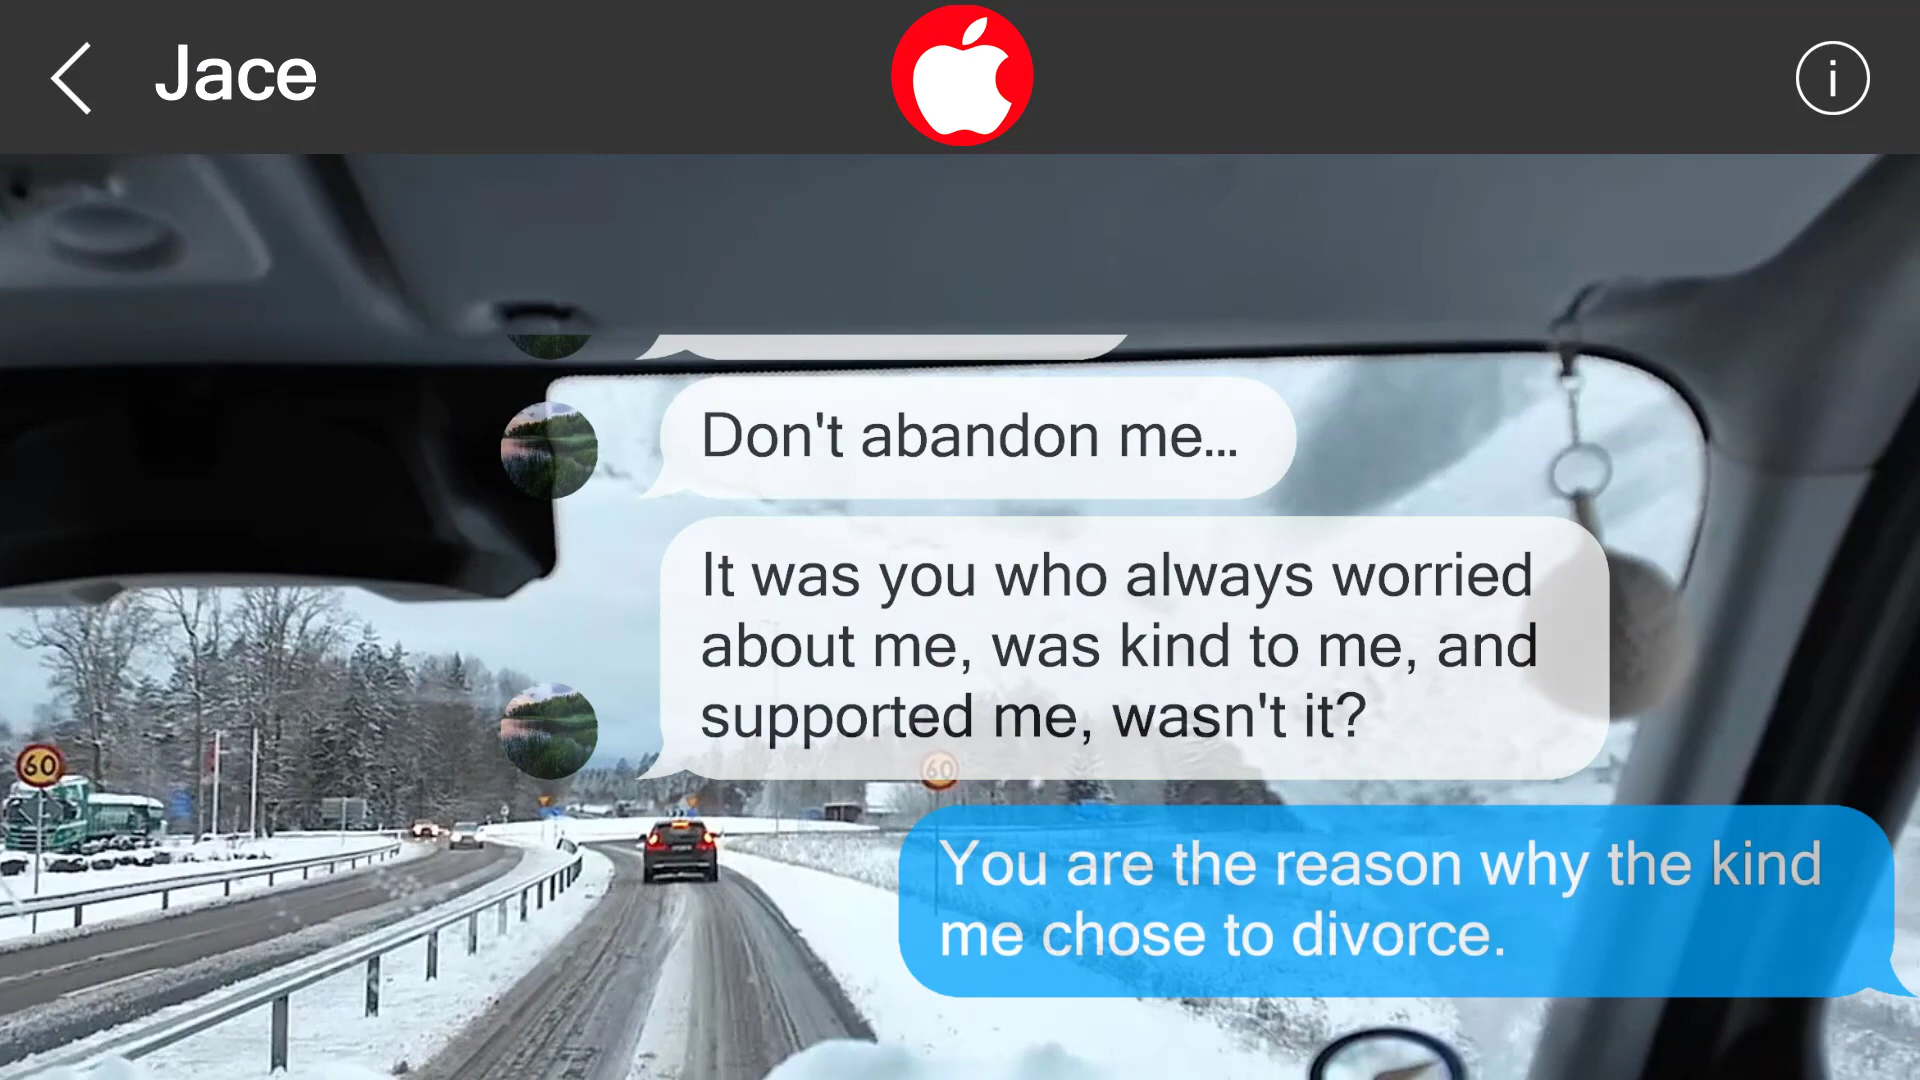 Jace
i
Don't abandon me...
It was you who always worried
about me, was kind to me, and
supported me, wasn't it?
60
60
You are the reason why the kind
me chose to divorce.